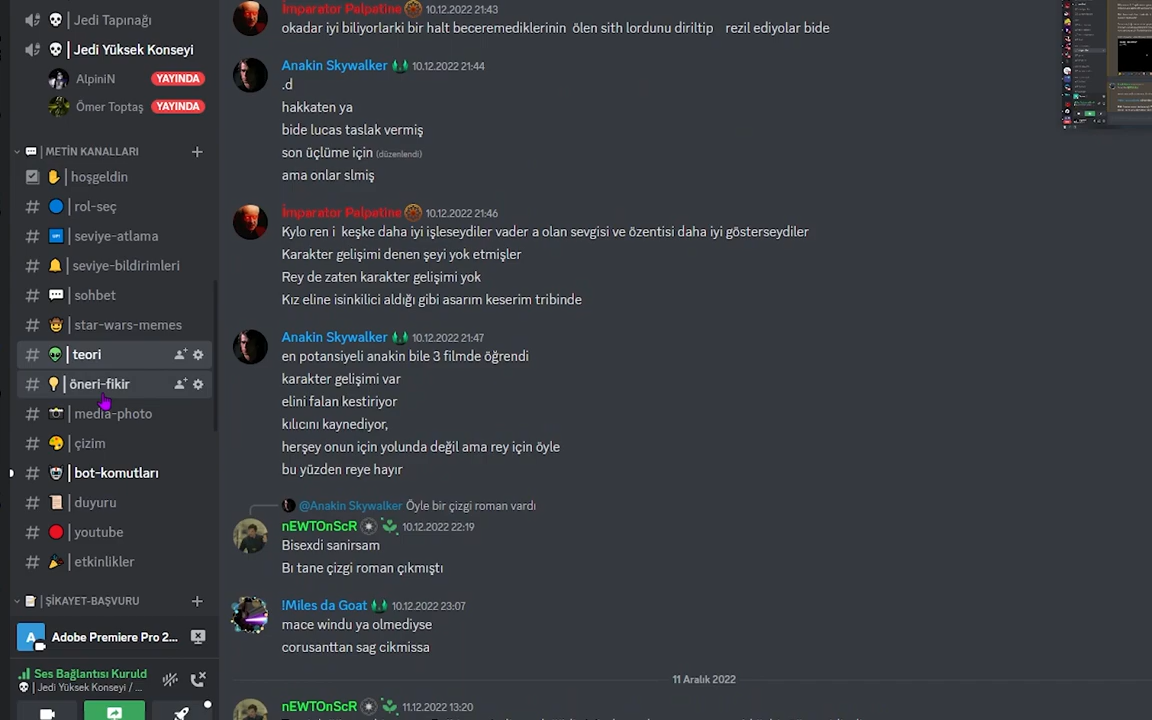 Jedi Tapınağı
Jedi Yüksek Konseyi
AlpiniN YAYINDA
Ömer Toptaş YAYINDA
METİN KANALLARI
hoşgeldin
rol-seç
seviye-atlama
seviye-bildirimleri
sohbet
star-wars-memes
teori
öneri-fikir
media-photo
çizim
bot-komutları
duyuru
youtube
etkinlikler
ŞİKAYET-BAŞVURU
A Adobe Premiere Pro 2...
Ses Bağlantısı Kuruld
Jedi Yüksek Konseyi / ...
İmparator Palpatine 10.12.2022 21:43
okadar iyi biliyorlarki bir halt beceremediklerinin ölen sith lordunu diriltip rezil ediyolar bide
Anakin Skywalker 10.12.2022 21:44
.d
hakkaten ya
bide lucas taslak vermiş
son üçlüme için (düzenlendi)
ama onlar slmiş
İmparator Palpatine 10.12.2022 21:46
Kylo ren i keşke daha iyi işleseydiler vader a olan sevgisi ve özentisi daha iyi gösterseydiler
Karakter gelişimi denen şeyi yok etmişler
Rey de zaten karakter gelişimi yok
Kız eline isinkilici aldığı gibi asarım keserim tribinde
Anakin Skywalker 10.12.2022 21:47
en potansiyeli anakin bile 3 filmde öğrendi
karakter gelişimi var
elini falan kestiriyor
kılıcını kaynediyor,
herşey onun için yolunda değil ama rey için öyle
bu yüzden reye hayır
@Anakin Skywalker Öyle bir çizgi roman vardı
nEWTOnScR 10.12.2022 22:19
Bisexdi sanirsam
Bı tane çizgi roman çıkmıştı
!Miles da Goat 10.12.2022 23:07
mace windu ya olmediyse
corusanttan sag cikmissa
11 Aralık 2022
nEWTOnScR 11.12.2022 13:20